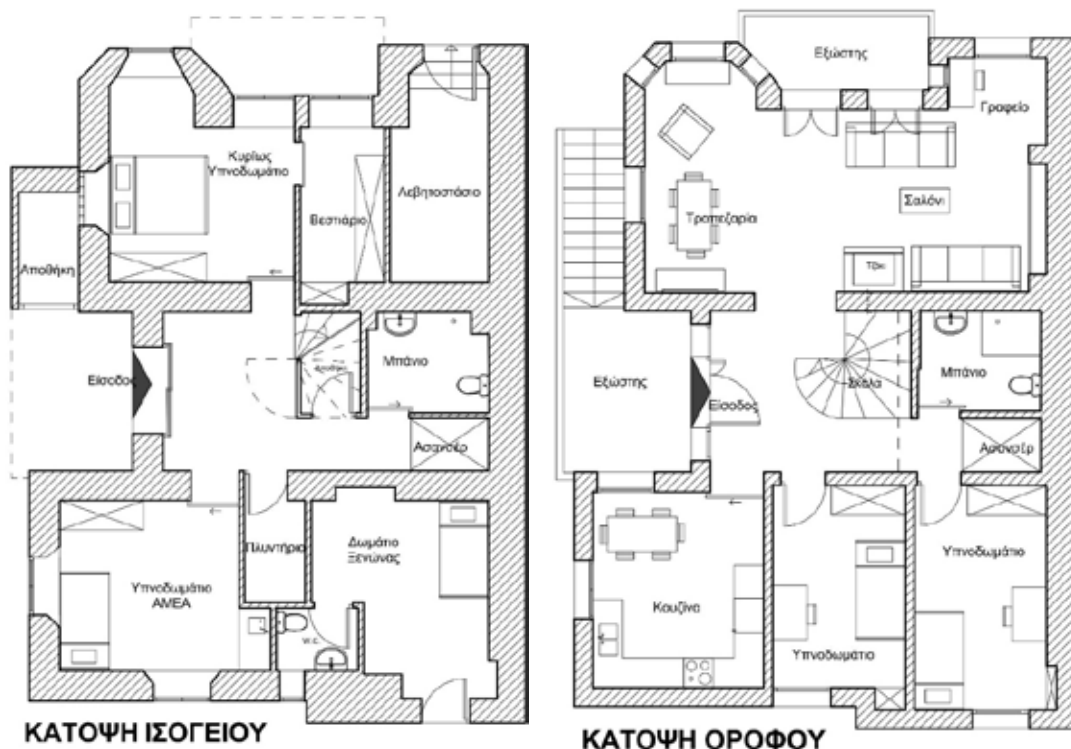 Κυρίως
Υπνοδωμάτιο
Βεστιάριο
Λεβητοστάσιο
Αποθήκη
Είσοδος
Μπάνιο
Ασανσέρ
Πλυντήριο
Δωμάτιο
Ξενώνας
Υπνοδωμάτιο
ΑΜΕΑ
w.c.
ΚΑΤΟΨΗ ΙΣΟΓΕΙΟΥ
Εξώστης
Γραφείο
Τραπεζαρία
Σαλόνι
Τζάκι
Εξώστης
Είσοδος
Σκάλα
Μπάνιο
Ασανσέρ
Κουζίνα
Υπνοδωμάτιο
Υπνοδωμάτιο
ΚΑΤΟΨΗ ΟΡΟΦΟΥ